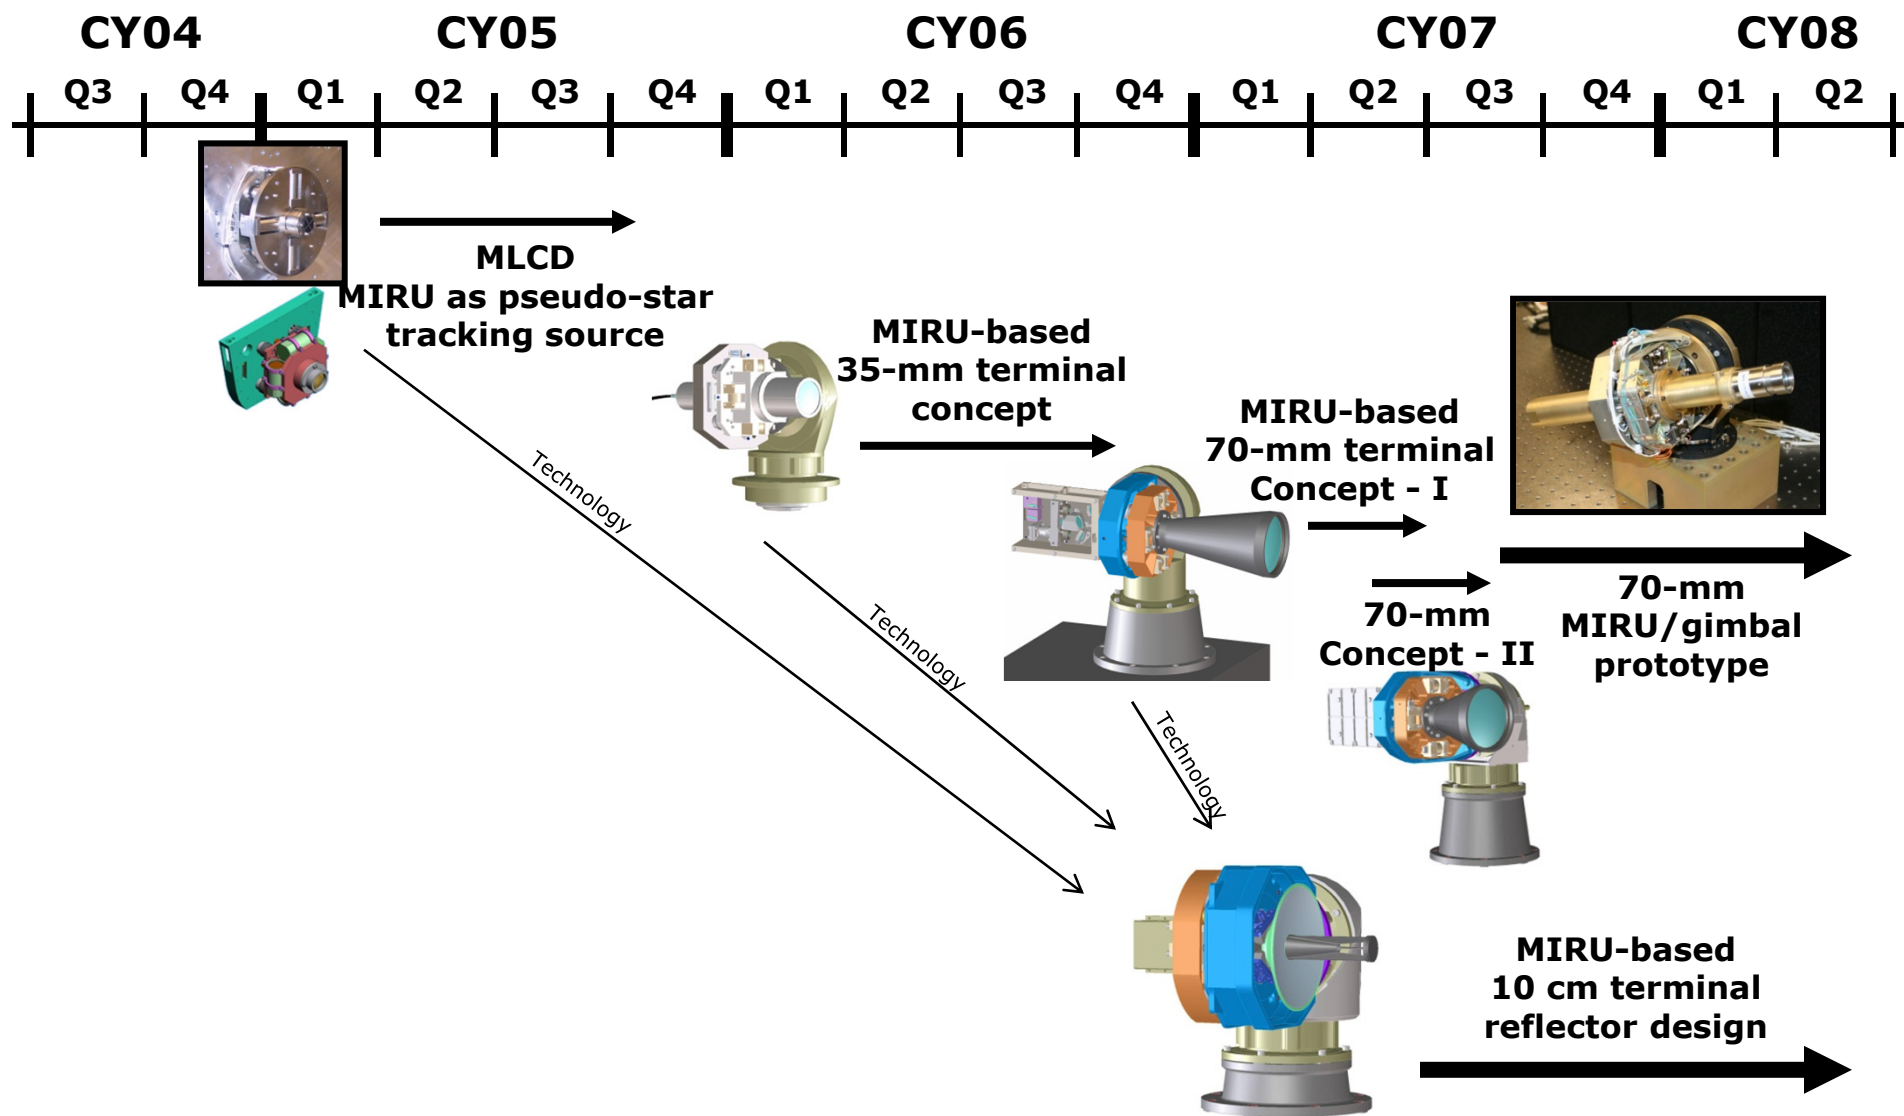 CY04 CY05 CY06 CY07 CY08
Q3 Q4 Q1 Q2 Q3 Q4 Q1 Q2 Q3 Q4 Q1 Q2 Q3 Q4 Q1 Q2
MLCD
MIRU as pseudo-star
tracking source
MIRU-based
35-mm terminal
concept
MIRU-based
70-mm terminal
Concept - I
70-mm
Concept - II
70-mm
MIRU/gimbal
prototype
Technology
Technology
Technology
MIRU-based
10 cm terminal
reflector design